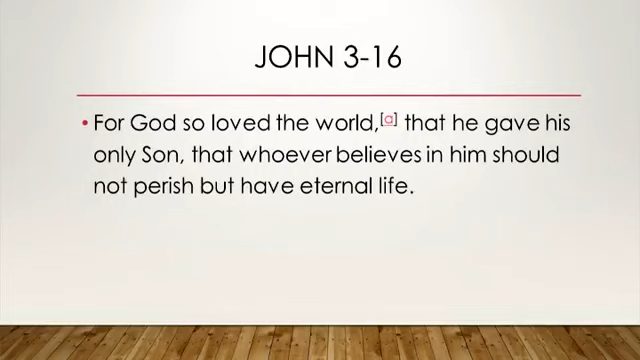 JOHN 3-16
• For God so loved the world,[a] that he gave his
only Son, that whoever believes in him should
not perish but have eternal life.